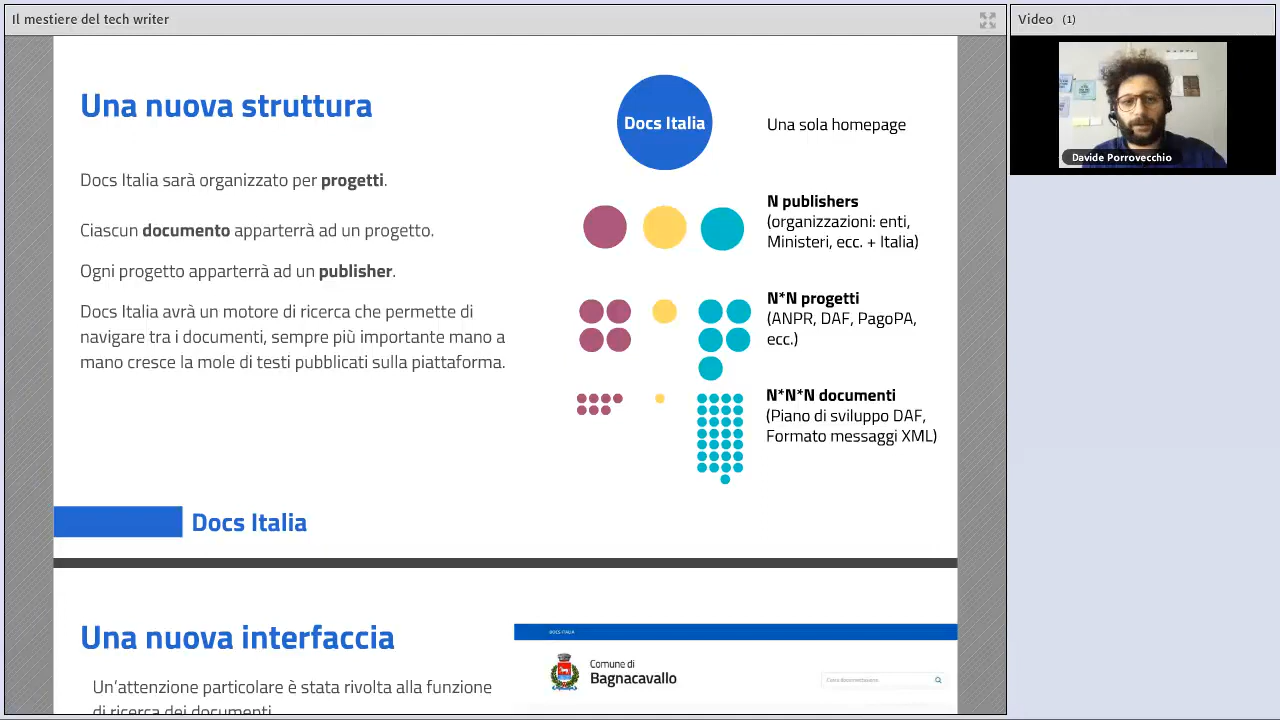 Il mestiere del tech writer
Video (1)
Davide Porrovecchio
Una nuova struttura
Docs Italia sarà organizzato per progetti.
Ciascun documento apparterrà ad un progetto.
Ogni progetto apparterrà ad un publisher.
Docs Italia avrà un motore di ricerca che permette di
navigare tra i documenti, sempre più importante mano a
mano cresce la mole di testi pubblicati sulla piattaforma.
Docs Italia
Una sola homepage
N publishers
(organizzazioni: enti,
Ministeri, ecc. + Italia)
N*N progetti
(ANPR, DAF, PagoPA,
ecc.)
N*N*N documenti
(Piano di sviluppo DAF,
Formato messaggi XML)
Docs Italia
Una nuova interfaccia
Un'attenzione particolare è stata rivolta alla funzione
di ricerca dei documenti
DOCS ITALIA
Comune di
Bagnacavallo